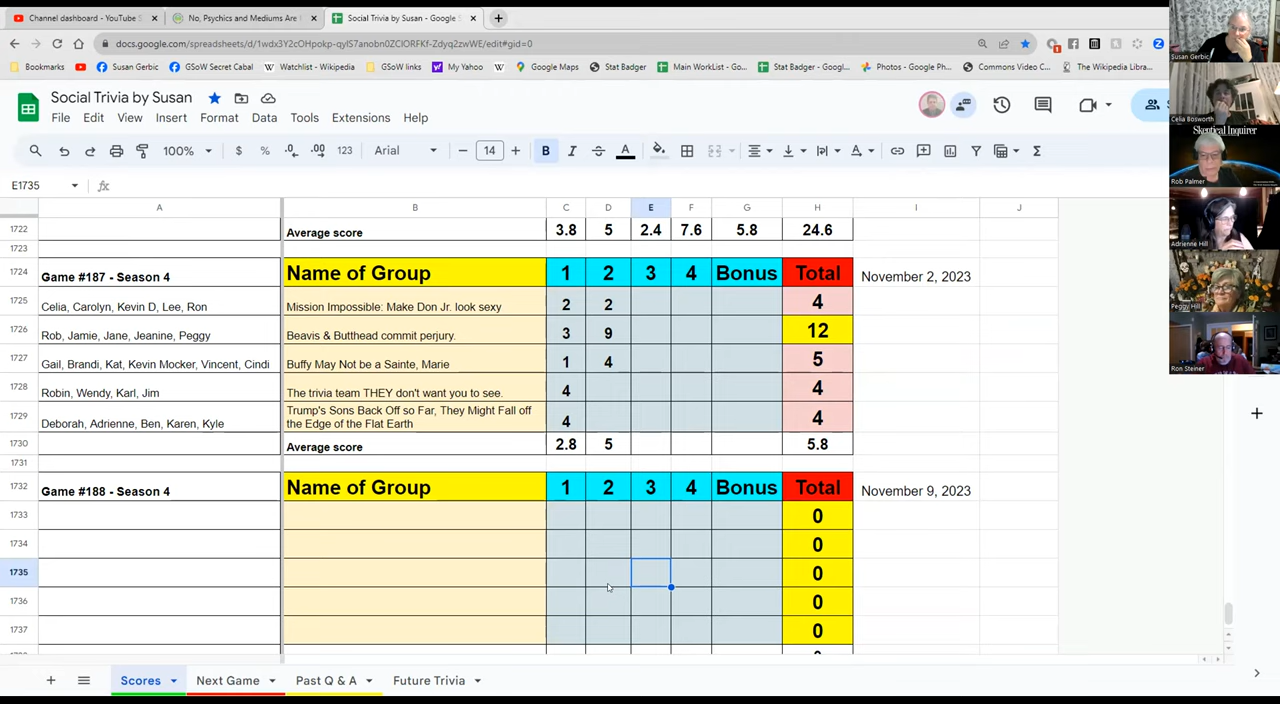 Channel dashboard - YouTube S
No, Psychics and Mediums Are
Social Trivia by Susan - Google S
docs.google.com/spreadsheets/d/1wdx3Y2cOHpokp-qyIS7anobn0ZClORFKf-Zdyq2zwWE/edit#gid=0
Bookmarks
Susan Gerbic
GSoW Secret Cabal
Watchlist - Wikipedia
GSoW links
My
Stat Badger
Main WorkList - Go
Stat Badger - Googl...
Photos -
Commons Video C...
The Wikipedia Libra...
Social Trivia by Susan
File Edit View Insert Format Data Tools Extensions Help
100% $ % .0 .00 123 Arial 14 B I S A
E1735 fx
A B C D E F G H I J
1722 Average score 3.8 5 2.4 7.6 5.8 24.6
1723
1724 Game #187 - Season 4 Name of Group 1 2 3 4 Bonus Total November 2, 2023
1725 Celia, Carolyn, Kevin D, Lee, Ron Mission Impossible: Make Don Jr. look sexy 2 2 4
1726 Rob, Jamie, Jane, Jeanine, Peggy Beavis & Butthead commit perjury. 3 9 12
1727 Gail, Brandi, Kat, Kevin Mocker, Vincent, Cindi Buffy May Not be a Sainte, Marie 1 4 5
1728 Robin, Wendy, Karl, Jim The trivia team THEY don't want you to see. 4 4
Trump's Sons Back Off so Far, They Might Fall off
1729 Deborah, Adrienne, Ben, Karen, Kyle the Edge of the Flat Earth 4 4
1730 Average score 2.8 5 5.8
1731
1732 Game #188 - Season 4 Name of Group 1 2 3 4 Bonus Total November 9, 2023
1733 0
1734 0
1735 0
1736 0
1737 0
Scores Next Game Past Q & A Future Trivia
Susan Gerbic
Celia Bosworth
Skeptical Inquirer
Rob Palmer
Adrienne Hill
Peggy Hill
Ron Steiner